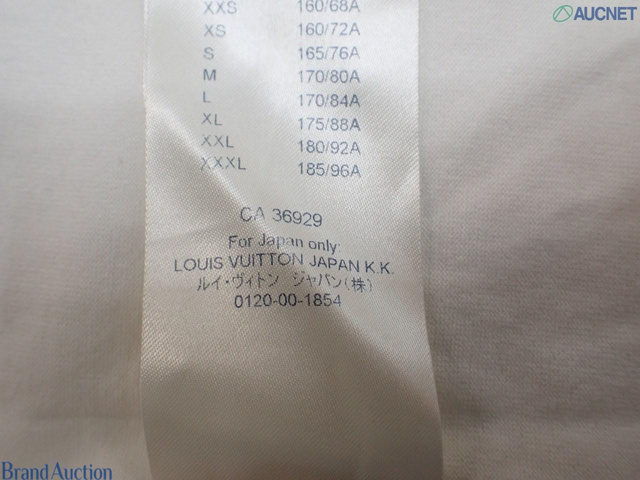 AUCNET
XXS 160/68A
XS 160/72A
S 165/76A
M 170/80A
L 170/84A
XL 175/88A
XXL 180/92A
XXXL 185/96A
CA 36929
For Japan only:
LOUIS VUITTON JAPAN K.K.
ルイ・ヴィトン ジャパン(株)
0120-00-1854
Brand Auction